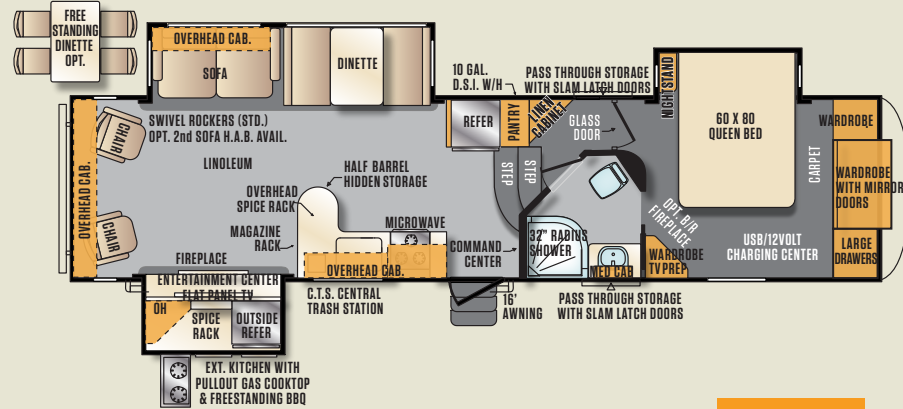 FREE
STANDING
DINETTE
OPT.
OVERHEAD CAB.
SOFA
DINETTE
10 GAL.
D.S.I. W/H
PASS THROUGH STORAGE
WITH SLAM LATCH DOORS
NIGHT STAND
60 X 80
QUEEN BED
SWIVEL ROCKERS (STD.)
OPT. 2nd SOFA H.A.B. AVAIL.
CHAIR
LINOLEUM
OVERHEAD CAB.
CHAIR
REFER
PANTRY
LINEN
CABINET
GLASS
DOOR
WARDROBE
CARPET
WARDROBE
WITH MIRROR
DOORS
HALF BARREL
HIDDEN STORAGE
STEP
STEP
OVERHEAD
SPICE RACK
MAGAZINE
RACK
MICROWAVE
COMMAND
CENTER
32" RADIUS
SHOWER
OPT. B/R
FIREPLACE
USB/12VOLT
CHARGING CENTER
LARGE
DRAWERS
WARDROBE
TV PREP
MED CAB
FIREPLACE
ENTERTAINMENT CENTER
FLAT PANEL TV
OVERHEAD CAB.
C.T.S. CENTRAL
TRASH STATION
16'
AWNING
PASS THROUGH STORAGE
WITH SLAM LATCH DOORS
OH
SPICE
RACK
OUTSIDE
REFER
EXT. KITCHEN WITH
PULLOUT GAS COOKTOP
& FREESTANDING BBQ